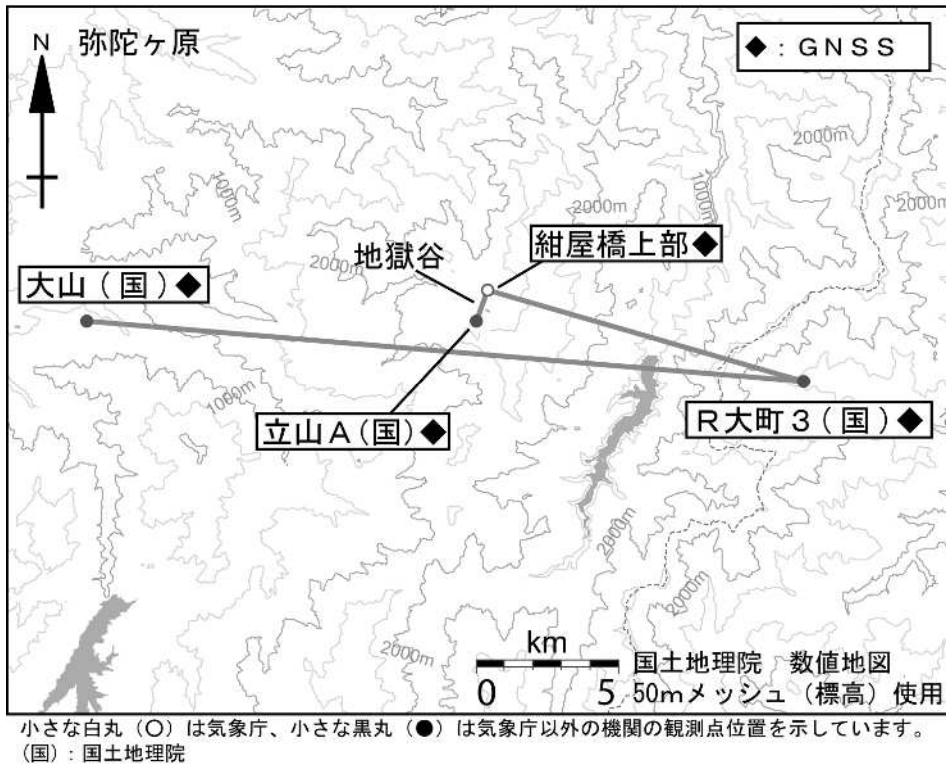 N 弥陀ヶ原
◆：ＧＮＳＳ
2000m
1000m
1000m
2000m
2000m
2000m
地獄谷
紺屋橋上部◆
大山（国）◆
1000m
立山Ａ（国）◆
Ｒ大町３（国）◆
2000m
2000m
2000m
km
0 5
国土地理院 数値地図
50mメッシュ（標高）使用
小さな白丸（○）は気象庁、小さな黒丸（●）は気象庁以外の機関の観測点位置を示しています。
（国）：国土地理院